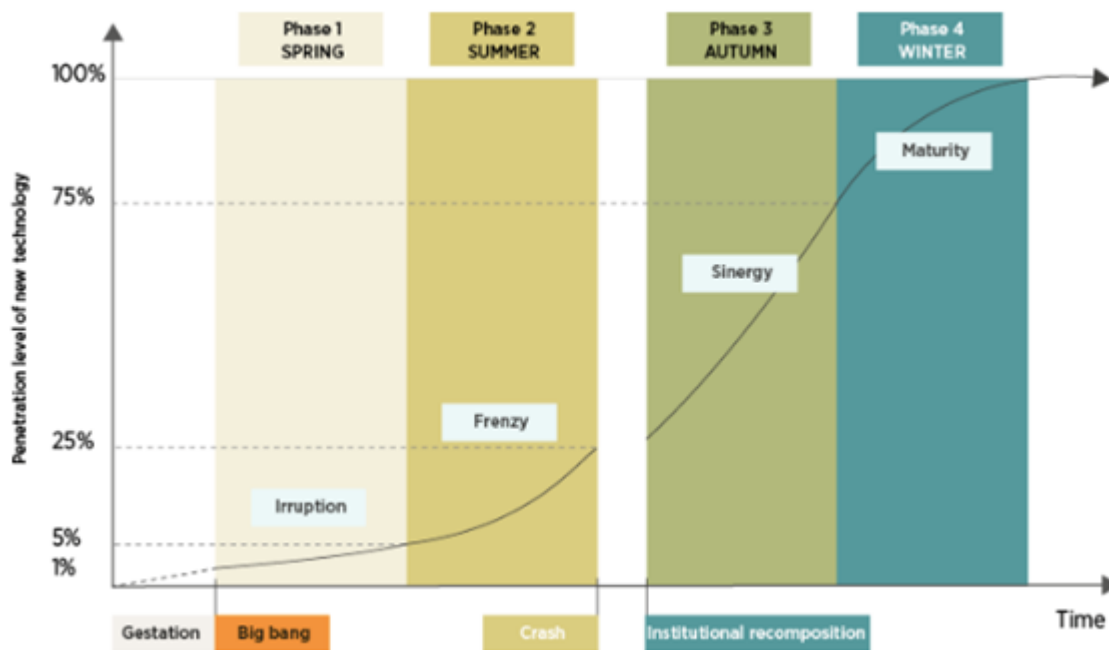 Phase 1
SPRING
Phase 2
SUMMER
Phase 3
AUTUMN
Phase 4
WINTER
100%
Maturity
75%
Sinergy
Penetration level of new technology
Frenzy
25%
Irruption
5%
1%
Time
Gestation
Big bang
Crash
Institutional recomposition